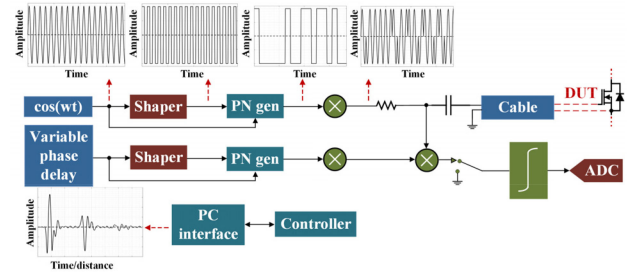 Amplitude
Time
Amplitude
Time
Amplitude
Time
Amplitude
Time
cos(wt)
Shaper
PN gen
Cable
DUT
Variable
phase
delay
Shaper
PN gen
ADC
Amplitude
Time/distance
PC
interface
Controller